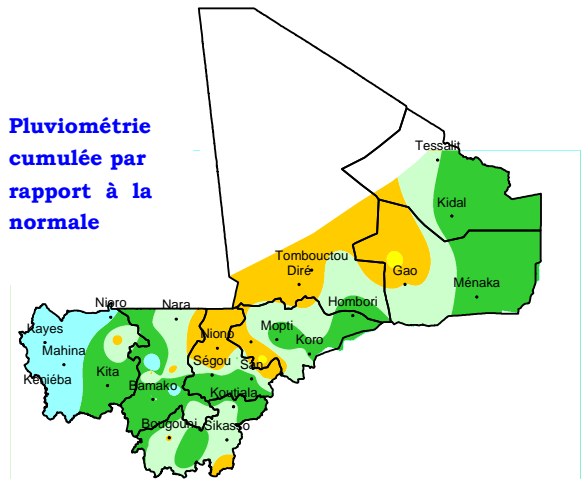 Pluviométrie
cumulée par
rapport à la
normale
Tessalit
Kidal
Tombouctou
Diré
Gao
Ménaka
Hombori
Nioro
Nara
Kayes
Mahina
Kéniéba
Niono
Mopti
Koro
Ségou
San
Kita
Bamako
Koutiala
Bougouni
Sikasso